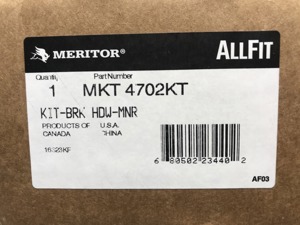 MERITOR ALLFIT
Quantity Part Number
1 MKT 4702KT
KIT-BRK HDW-MNR
PRODUCTS OF U.S.A.
CANADA CHINA
6 80502 23440 2
AF03